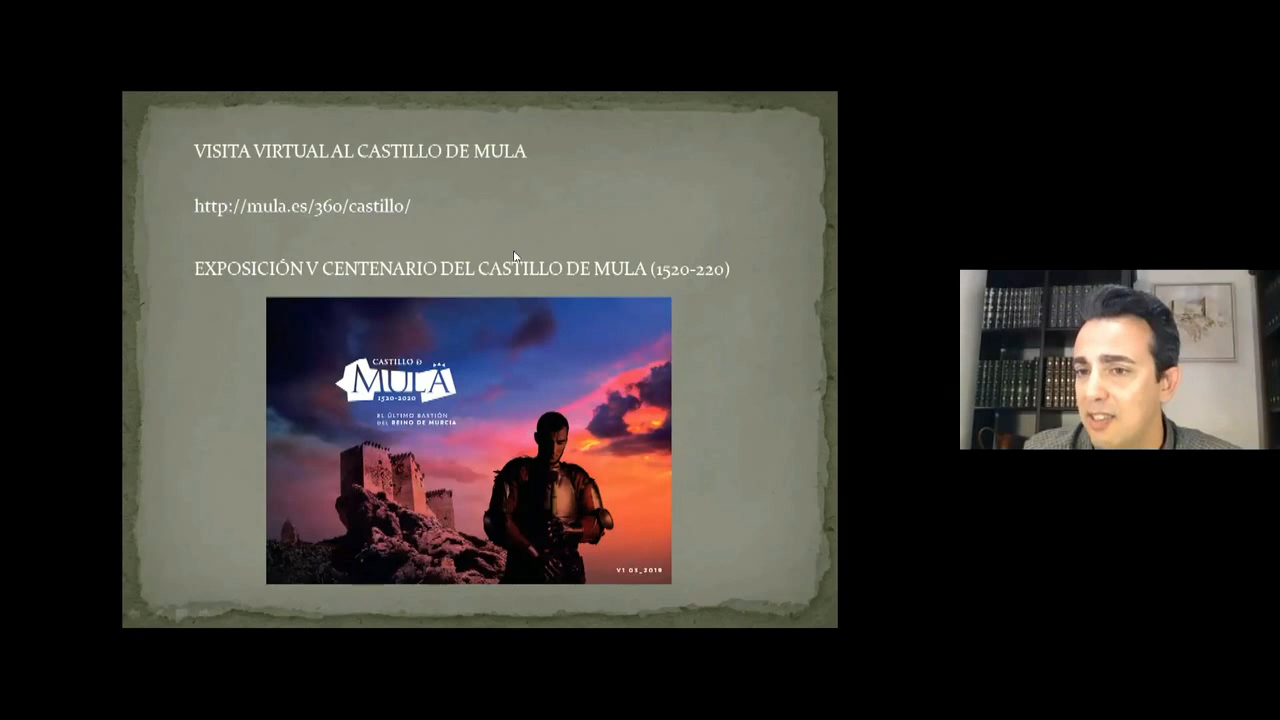 VISITA VIRTUAL AL CASTILLO DE MULA
http://mula.es/360/castillo/
EXPOSICIÓN V CENTENARIO DEL CASTILLO DE MULA (1520-220)
CASTILLO D
MULA
1520-2020
EL ÚLTIMO BASTIÓN
DEL REINO DE MURCIA
V1 03_2019